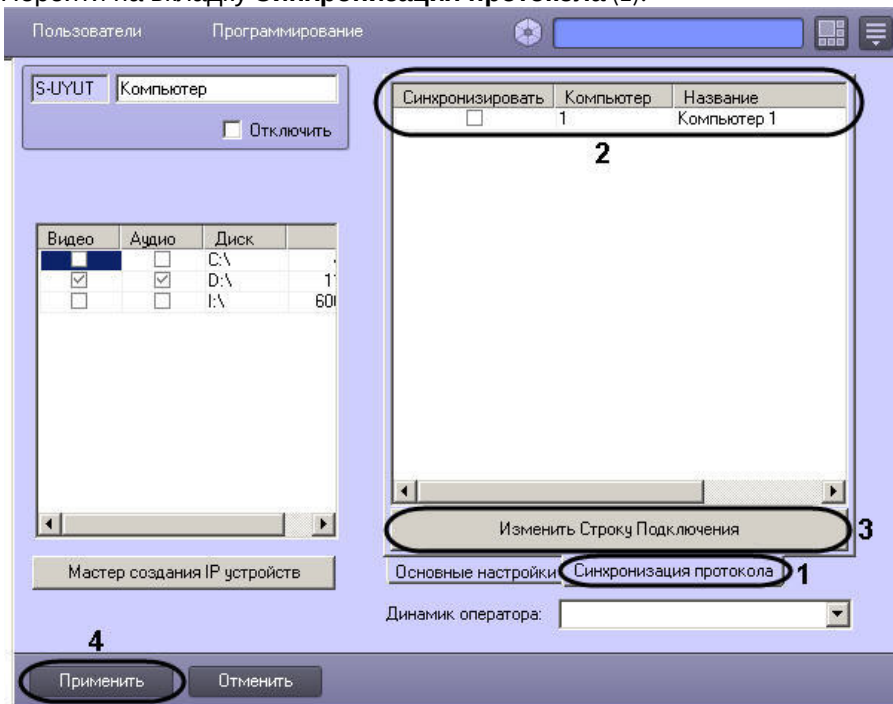 Перейти на вкладку Синхронизация протокола (1).
Пользователи Программирование
S-UYUT Компьютер
Отключить
Синхронизировать Компьютер Название
1 Компьютер 1
2
Видео Аудио Диск
C:\
D:\ 11
I:\ 600
Изменить Строку Подключения
3
Мастер создания IP устройств
Основные настройки Синхронизация протокола 1
Динамик оператора:
4
Применить Отменить